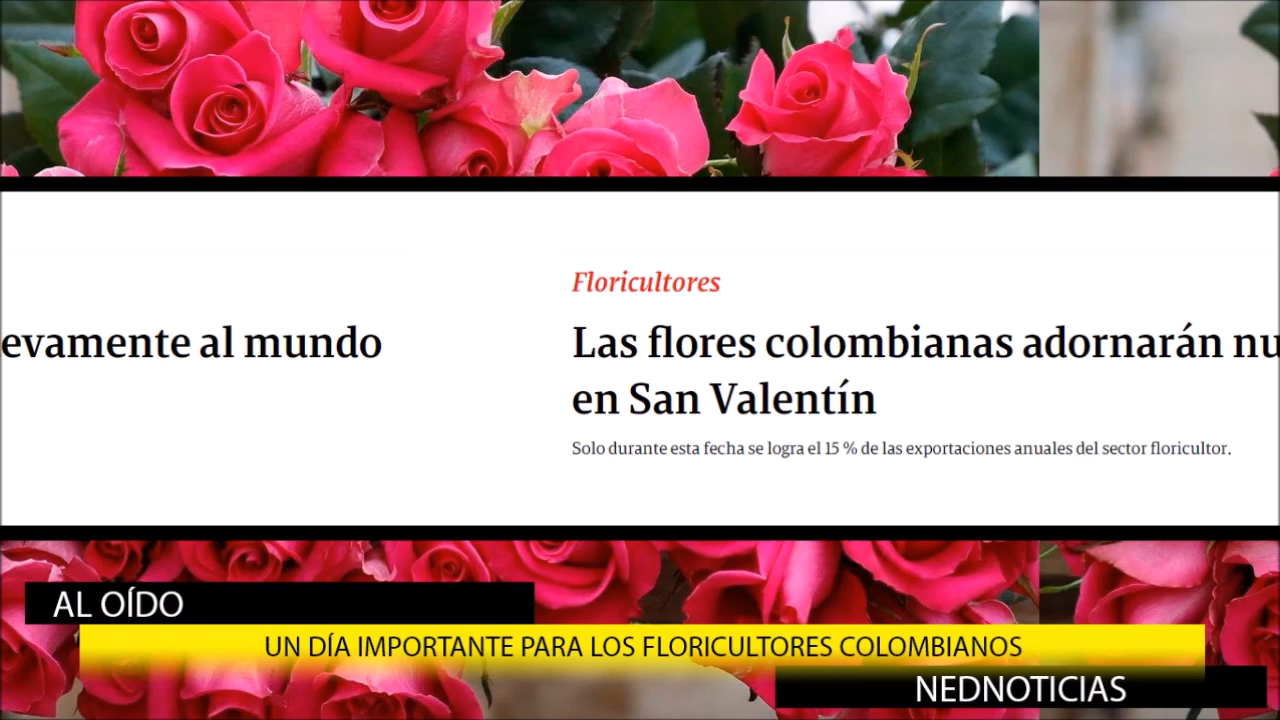 Floricultores
evamente al mundo
Las flores colombianas adornarán nu
en San Valentín
Solo durante esta fecha se logra el 15 % de las exportaciones anuales del sector floricultor.
AL OÍDO
UN DÍA IMPORTANTE PARA LOS FLORICULTORES COLOMBIANOS
NEDNOTICIAS